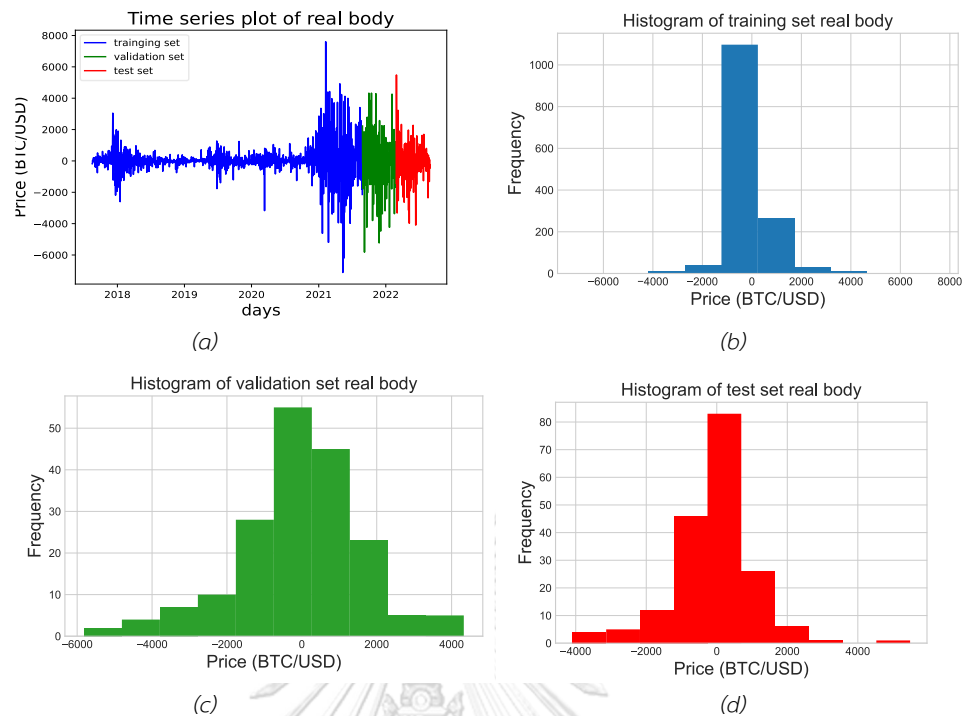 Time series plot of real body
Price (BTC/USD)
8000
6000
4000
2000
0
−2000
−4000
−6000
trainging set
validation set
test set
2018
2019
2020
2021
2022
days
(a)
Histogram of training set real body
Frequency
1000
800
600
400
200
0
−6000
−4000
−2000
0
2000
4000
6000
8000
Price (BTC/USD)
(b)
Histogram of validation set real body
Frequency
50
40
30
20
10
0
−6000
−4000
−2000
0
2000
4000
Price (BTC/USD)
(c)
Histogram of test set real body
Frequency
80
70
60
50
40
30
20
10
0
−4000
−2000
0
2000
4000
Price (BTC/USD)
(d)